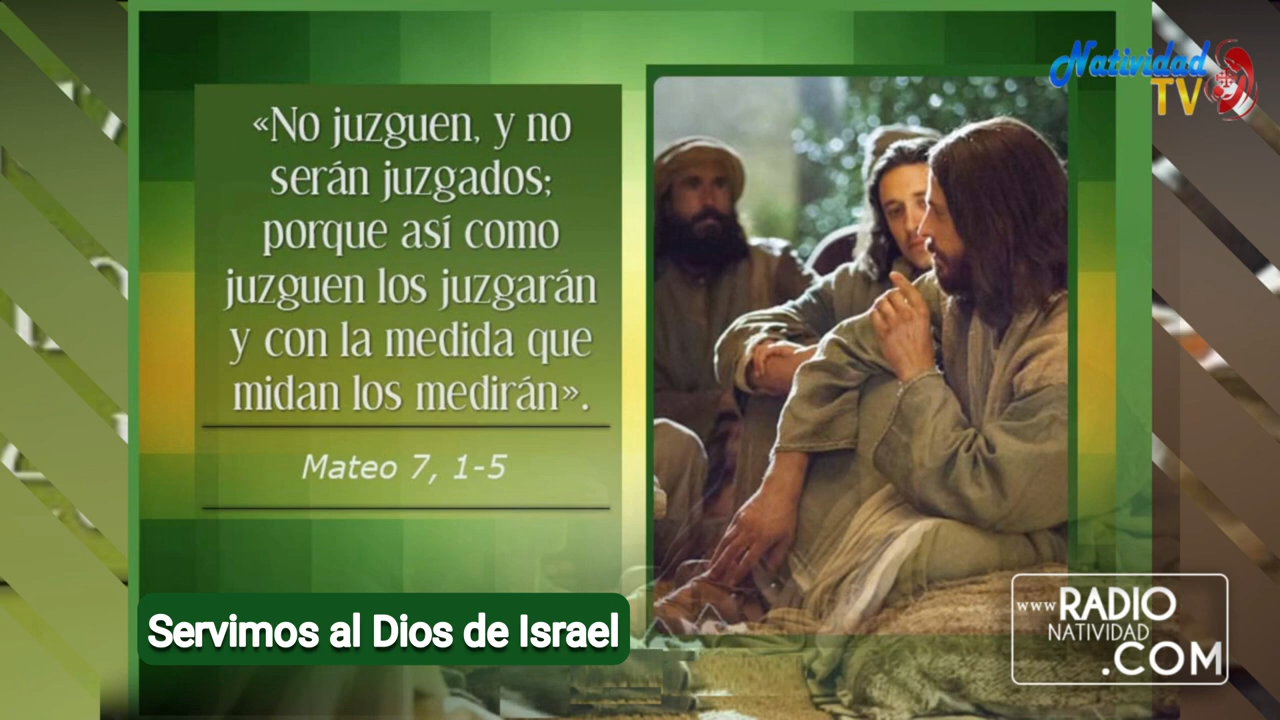 «No juzguen, y no
serán juzgados;
porque así como
juzguen los juzgarán
y con la medida que
midan los medirán».
Mateo 7, 1-5
Servimos al Dios de Israel
Natividad
TV
www RADIO
NATIVIDAD
.COM